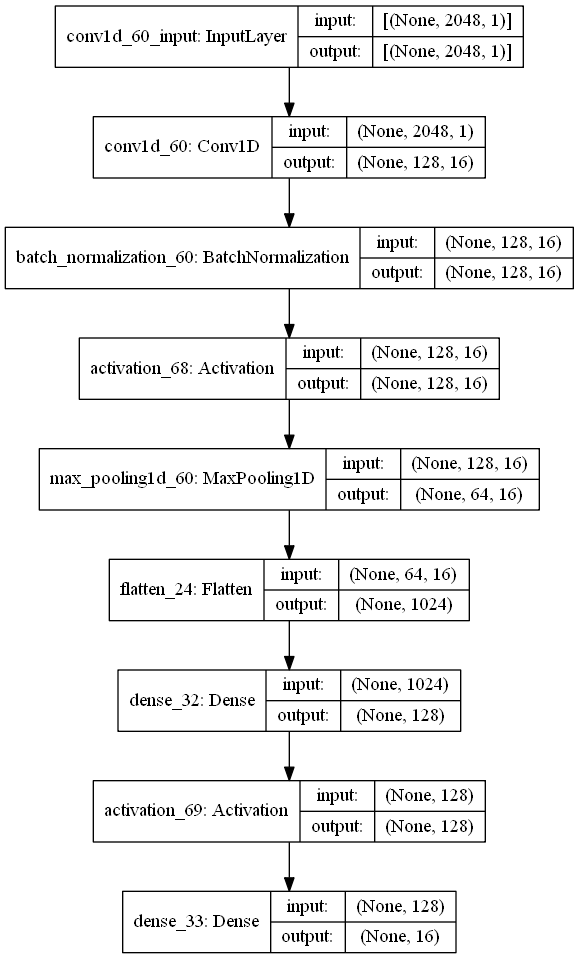 conv1d_60_input: InputLayer
input: [(None, 2048, 1)]
output: [(None, 2048, 1)]
conv1d_60: Conv1D
input: (None, 2048, 1)
output: (None, 128, 16)
batch_normalization_60: BatchNormalization
input: (None, 128, 16)
output: (None, 128, 16)
activation_68: Activation
input: (None, 128, 16)
output: (None, 128, 16)
max_pooling1d_60: MaxPooling1D
input: (None, 128, 16)
output: (None, 64, 16)
flatten_24: Flatten
input: (None, 64, 16)
output: (None, 1024)
dense_32: Dense
input: (None, 1024)
output: (None, 128)
activation_69: Activation
input: (None, 128)
output: (None, 128)
dense_33: Dense
input: (None, 128)
output: (None, 16)